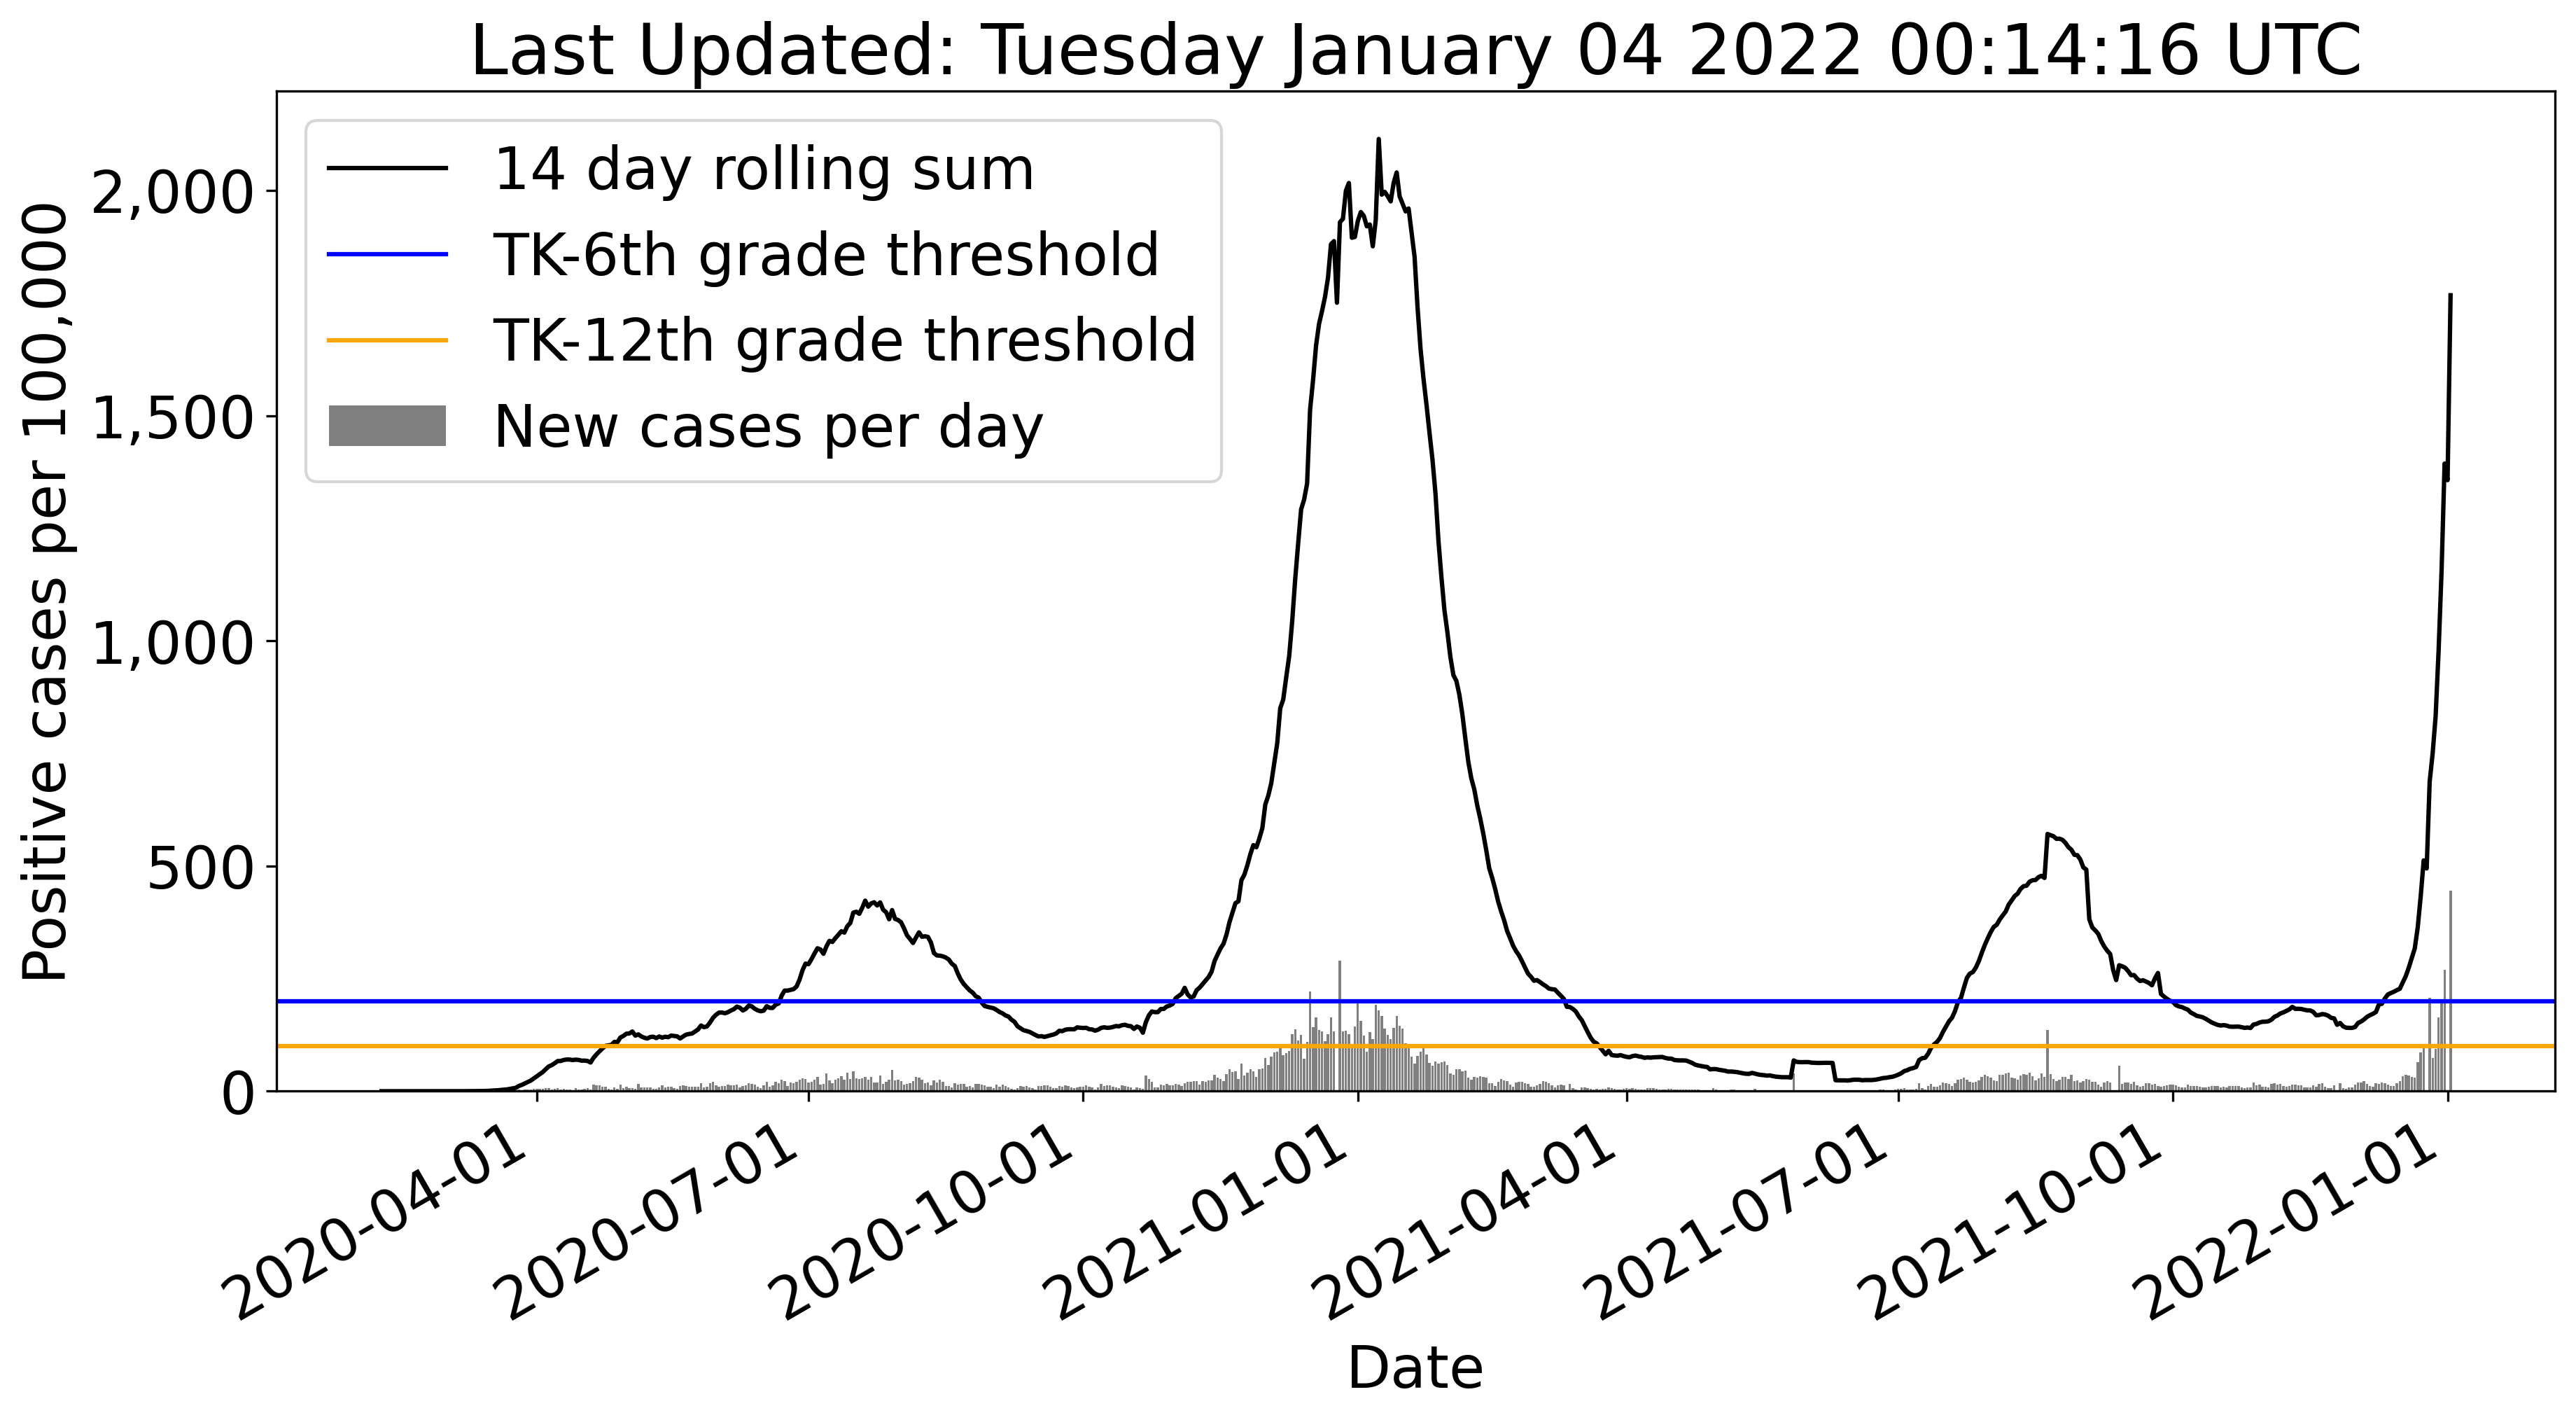 Last Updated: Tuesday January 04 2022 00:14:16 UTC
14 day rolling sum
TK-6th grade threshold
TK-12th grade threshold
New cases per day
Positive cases per 100,000
2,000
1,500
1,000
500
0
2020-04-01
2020-07-01
2020-10-01
2021-01-01
2021-04-01
2021-07-01
2021-10-01
2022-01-01
Date